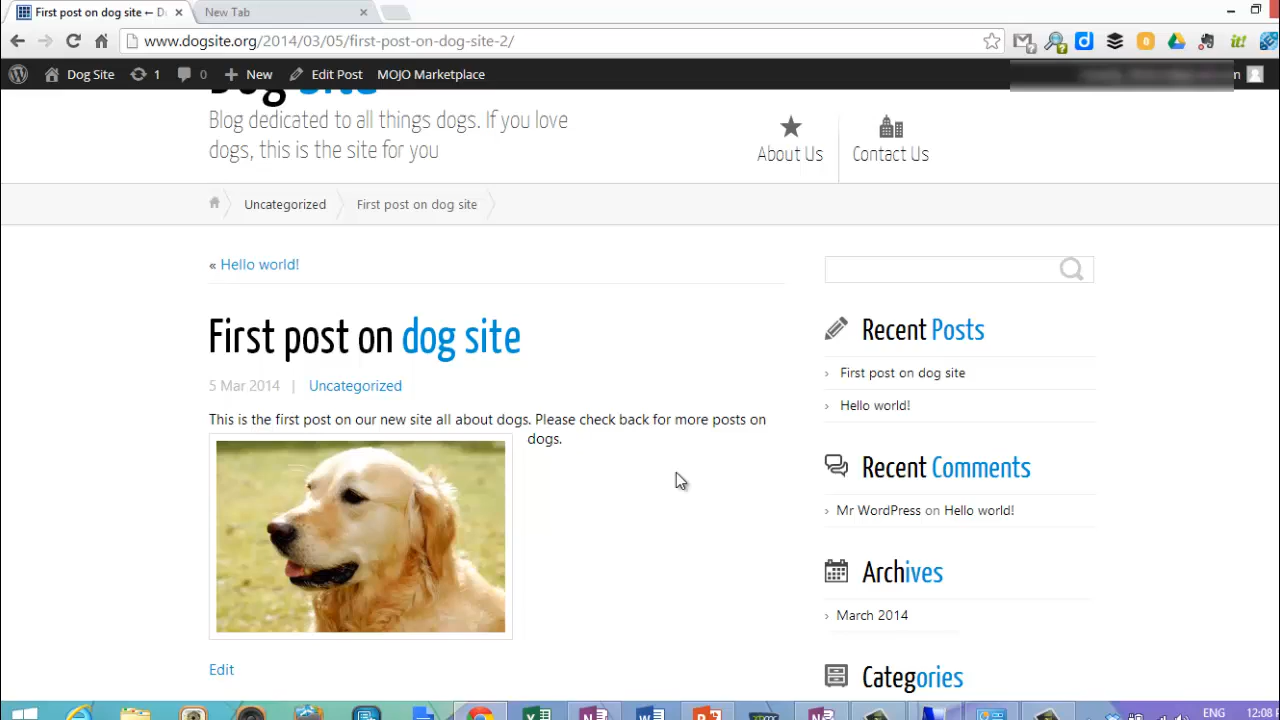 First post on dog site ← D
New Tab
www.dogsite.org/2014/03/05/first-post-on-dog-site-2/
Dog Site 1 0 New Edit Post MOJO Marketplace
Dog Site
Blog dedicated to all things dogs. If you love
dogs, this is the site for you
About Us
Contact Us
Uncategorized
First post on dog site
« Hello world!
First post on dog site
5 Mar 2014 | Uncategorized
This is the first post on our new site all about dogs. Please check back for more posts on
dogs.
Edit
Recent Posts
› First post on dog site
› Hello world!
Recent Comments
› Mr WordPress on Hello world!
Archives
› March 2014
Categories
ENG
12:08